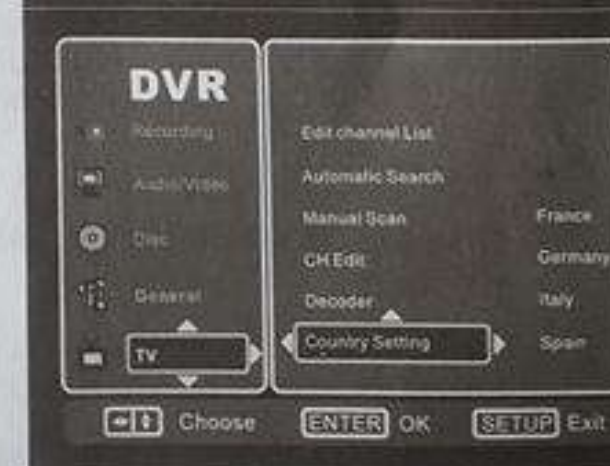 DVR
Recording
Audio/Video
Disc
General
TV
Edit channel List
Automatic Search
Manual Scan
CH Edit
Decoder
Country Setting
France
Germany
Italy
Spain
Choose
ENTER OK
SETUP Exit